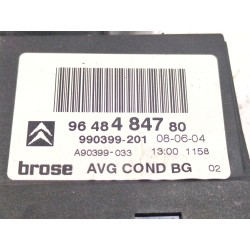 96 48 4 847 80
990399-201 08-06-04
A90399-033 13:00 1158
brose AVG COND BG 02